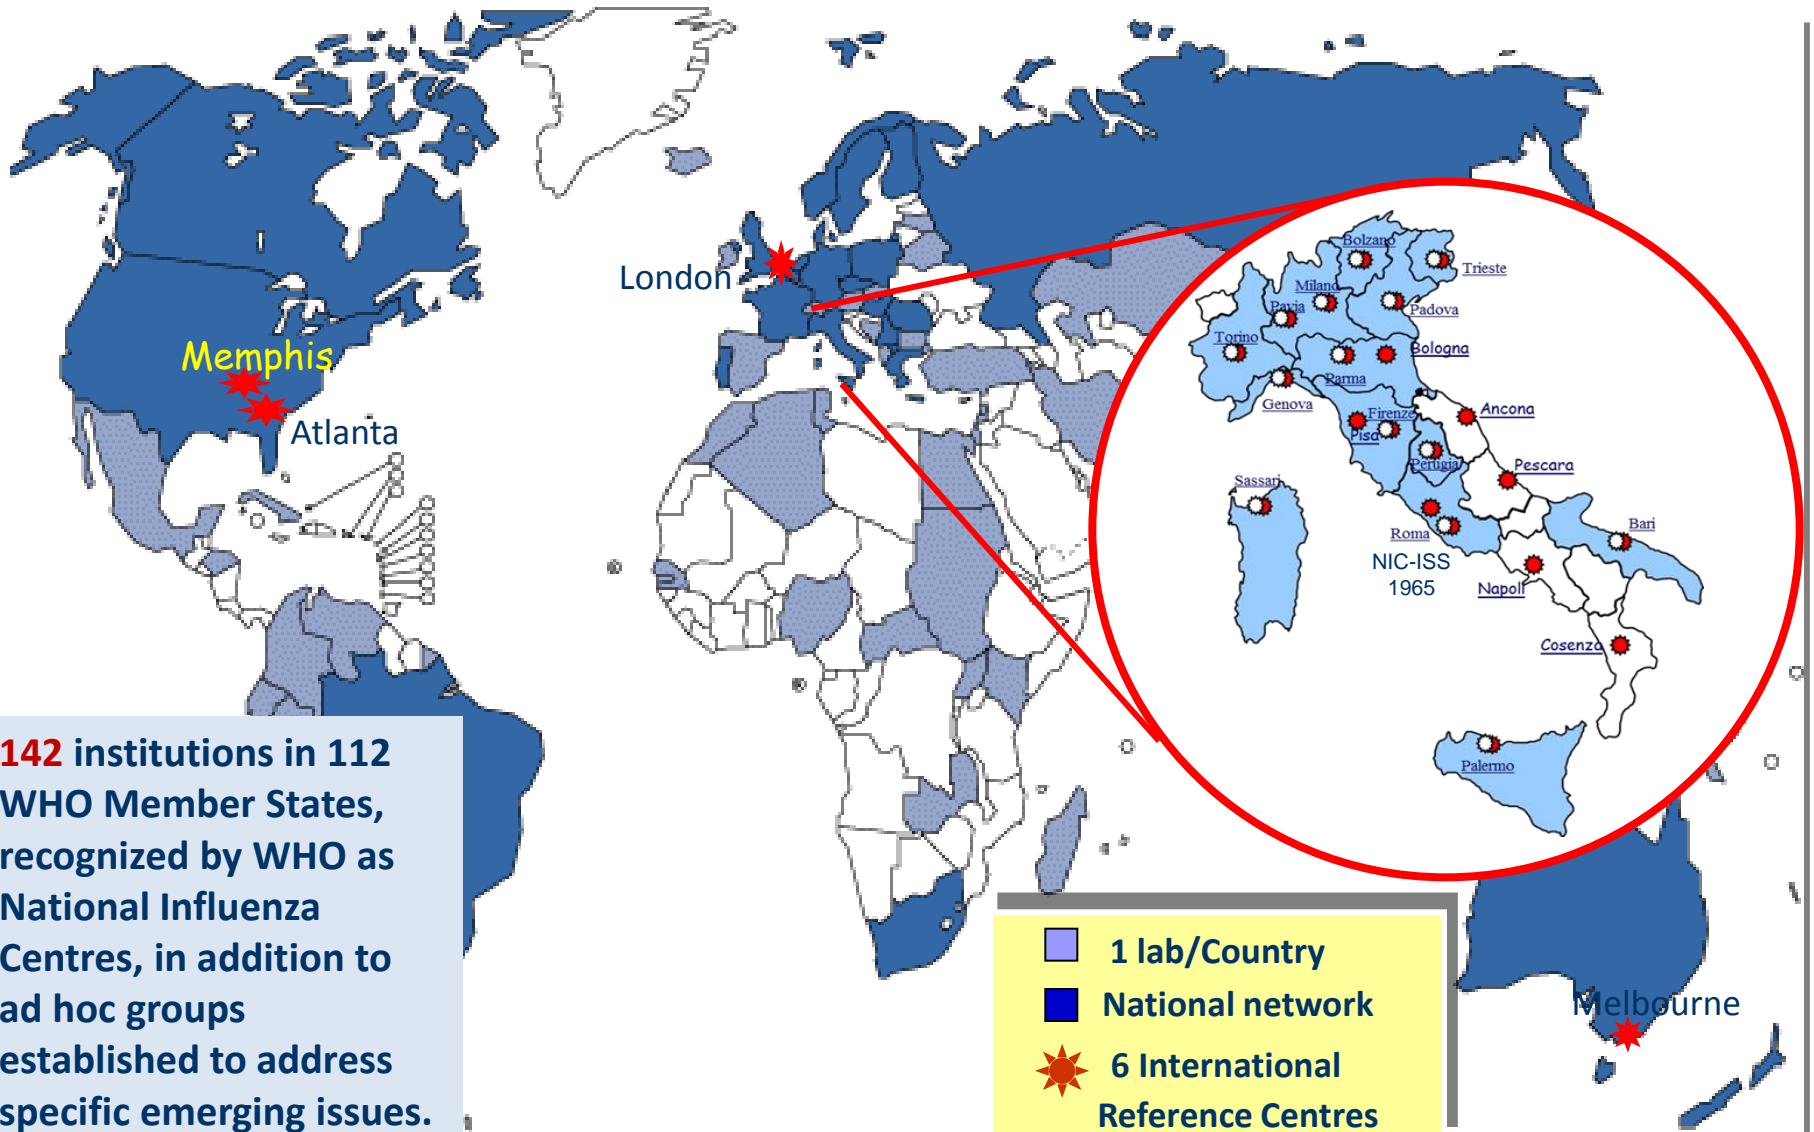 London
Memphis
Atlanta
Bolzano
Trieste
Milano
Pavia
Padova
Torino
Bologna
Parma
Genova
Firenze
Ancona
Pisa
Perugia
Pescara
Sassari
Roma
Bari
NIC-ISS
1965
Napoli
Cosenza
Palermo
142 institutions in 112
WHO Member States,
recognized by WHO as
National Influenza
Centres, in addition to
ad hoc groups
established to address
specific emerging issues.
1 lab/Country
National network
6 International
Reference Centres
Melbourne